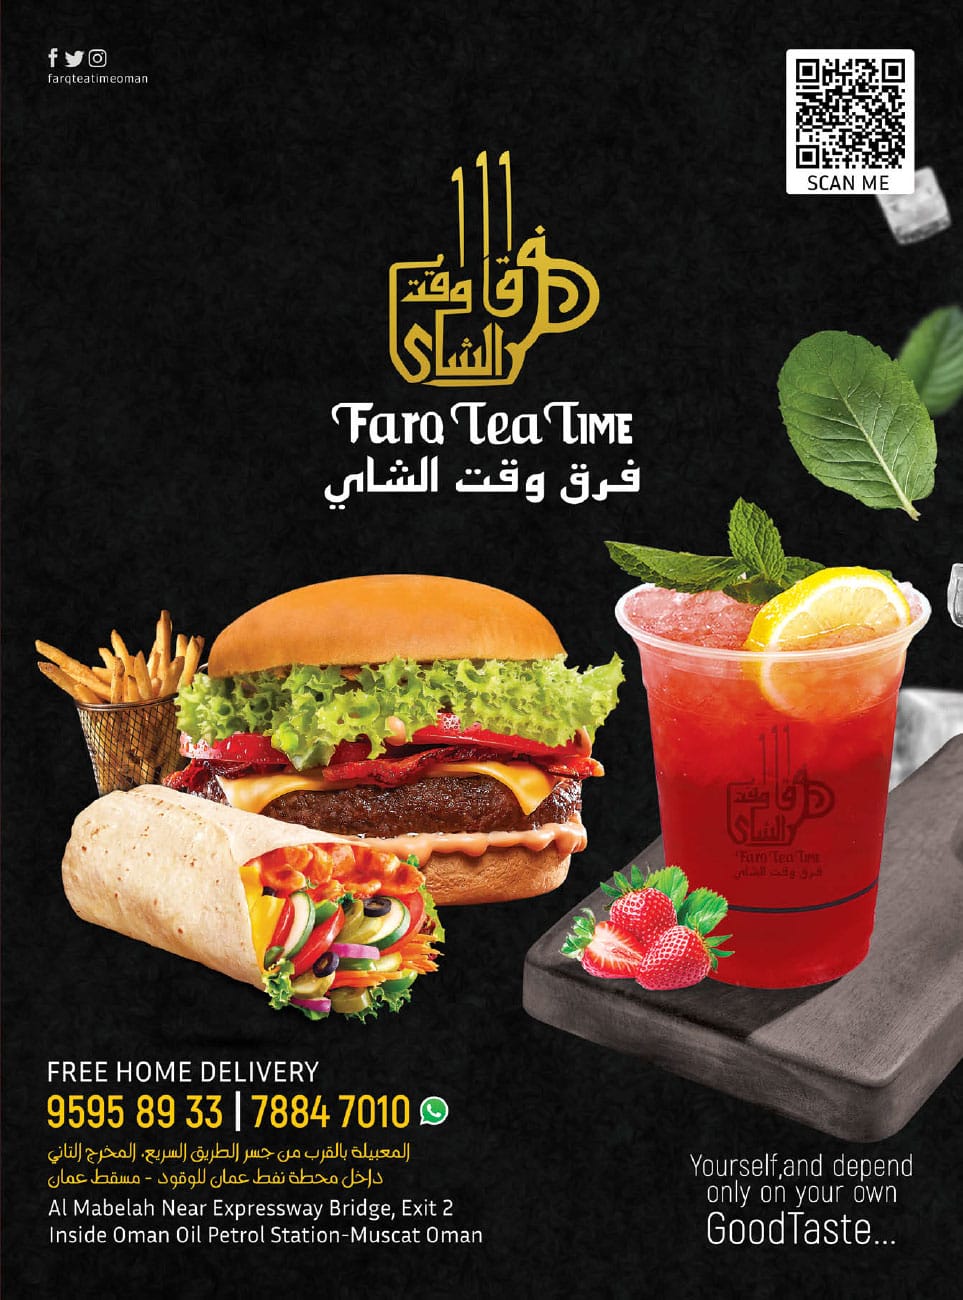 farqteatimeoman
SCAN ME
فرق وقت
الشاي
Farq Tea Time
فرق وقت الشاي
فرق وقت
الشاي
Farq Tea Time
فرق وقت الشاي
FREE HOME DELIVERY
9595 89 33 | 7884 7010
المعبيلة بالقرب من جسر الطريق السريع، المخرج الثاني
داخل محطة نفط عمان للوقود - مسقط عمان
Al Mabelah Near Expressway Bridge, Exit 2
Inside Oman Oil Petrol Station-Muscat Oman
Yourself,and depend
only on your own
GoodTaste...